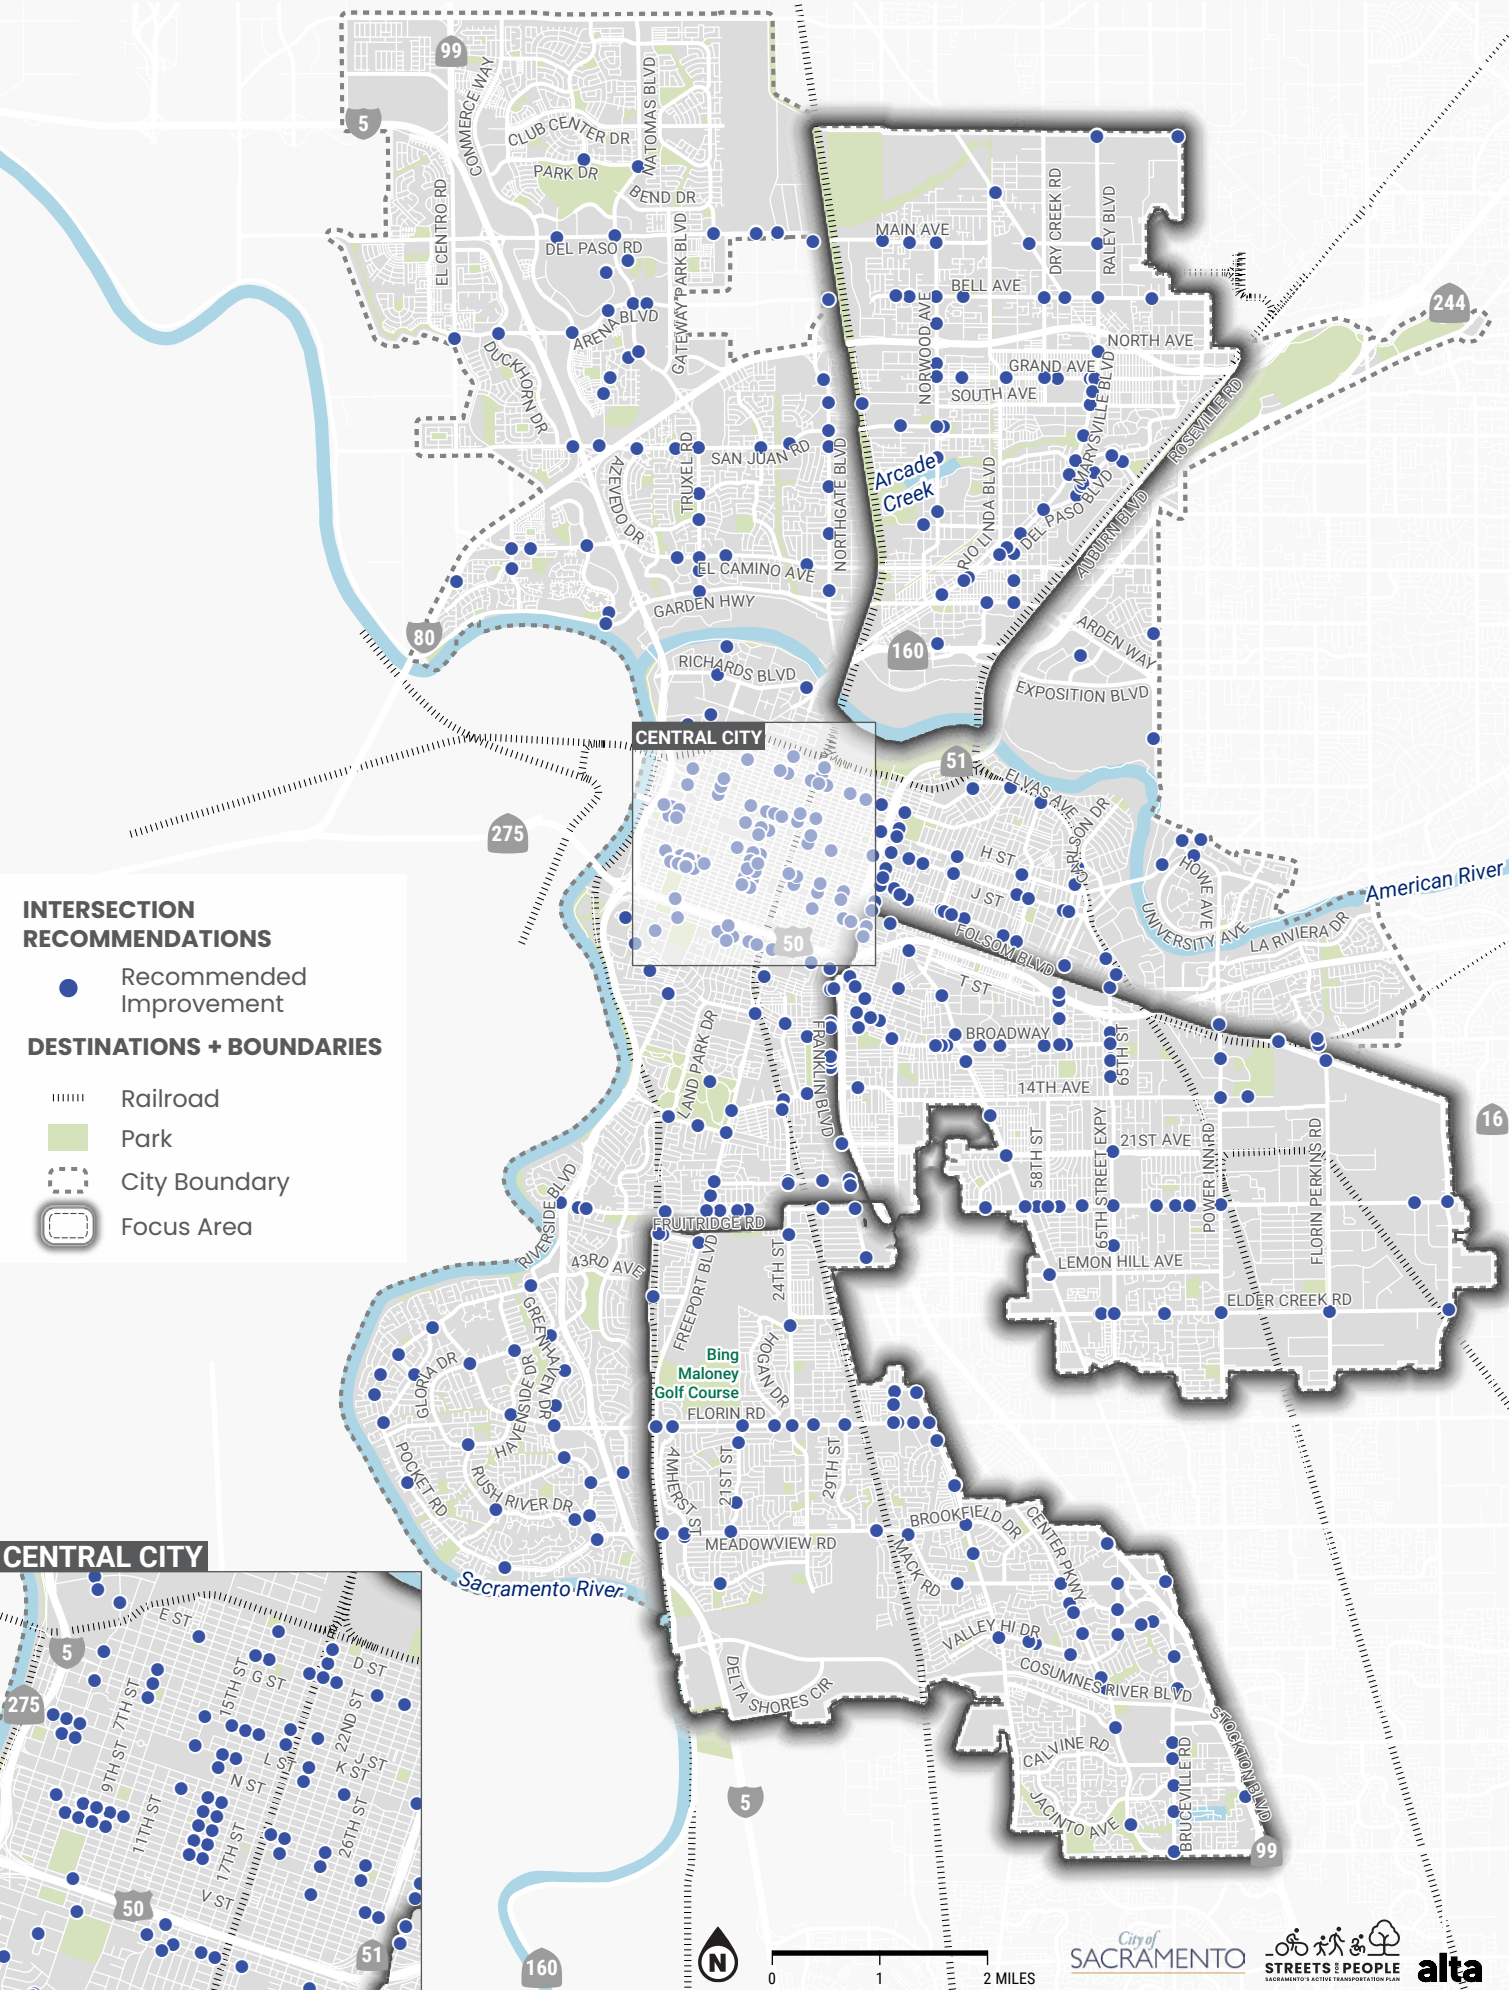 99
5
COMMERCE WAY
CLUB CENTER DR
NATOMAS BLVD
PARK DR
BEND DR
EL CENTRO RD
DEL PASO RD
GATEWAY PARK BLVD
ARENA BLVD
DUCKHORN DR
MAIN AVE
DRY CREEK RD
RALEY BLVD
BELL AVE
NORWOOD AVE
NORTH AVE
GRAND AVE
SOUTH AVE
MARYSVILLE BLVD
ROSEVILLE RD
244
SAN JUAN RD
TRUXEL RD
AZEVEDO DR
NORTHGATE BLVD
Arcade
Creek
RIO LINDA BLVD
DEL PASO BLVD
AUBURN BLVD
EL CAMINO AVE
GARDEN HWY
80
160
ARDEN WAY
RICHARDS BLVD
EXPOSITION BLVD
CENTRAL CITY
51
ELVAS AVE
CARLSON DR
275
H ST
J ST
HOWE AVE
American River
UNIVERSITY AVE
LA RIVIERA DR
50
FOLSOM BLVD
T ST
INTERSECTION
RECOMMENDATIONS
Recommended
Improvement
DESTINATIONS + BOUNDARIES
Railroad
Park
City Boundary
Focus Area
BROADWAY
65TH ST
FRANKLIN BLVD
LAND PARK DR
14TH AVE
16
58TH ST
65TH STREET EXPY
21ST AVE
POWER INN RD
FLORIN PERKINS RD
RIVERSIDE BLVD
FRUITRIDGE RD
43RD AVE
FREEPORT BLVD
24TH ST
LEMON HILL AVE
ELDER CREEK RD
GREENHAVEN DR
GLORIA DR
HAVENSIDE DR
Bing
Maloney
Golf Course
HOGAN DR
FLORIN RD
POCKET RD
RUSH RIVER DR
AMHERST ST
21ST ST
29TH ST
MEADOWVIEW RD
BROOKFIELD DR
CENTER PKWY
MACK RD
Sacramento River
VALLEY HI DR
COSUMNES RIVER BLVD
DELTA SHORES CIR
STOCKTON BLVD
CALVINE RD
BRUCEVILLE RD
JACINTO AVE
99
5
160
CENTRAL CITY
E ST
5
D ST
G ST
15TH ST
7TH ST
275
22ND ST
J ST
L ST
K ST
9TH ST
N ST
11TH ST
26TH ST
17TH ST
V ST
50
51
N
0
1
2 MILES
City of
SACRAMENTO
STREETS FOR PEOPLE
SACRAMENTO'S ACTIVE TRANSPORTATION PLAN
alta